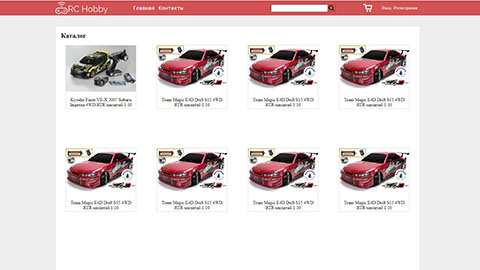 RC Hobby
Главная Контакты
Вход Регистрация
Каталог
Kyosho Fazer VE-X 2007 Subaru
Impreza 4WD RTR масштаб 1:10
Team Magic E4D Drift S15 4WD
RTR масштаб 1:10
Team Magic E4D Drift S15 4WD
RTR масштаб 1:10
Team Magic E4D Drift S15 4WD
RTR масштаб 1:10
Team Magic E4D Drift S15 4WD
RTR масштаб 1:10
Team Magic E4D Drift S15 4WD
RTR масштаб 1:10
Team Magic E4D Drift S15 4WD
RTR масштаб 1:10
Team Magic E4D Drift S15 4WD
RTR масштаб 1:10